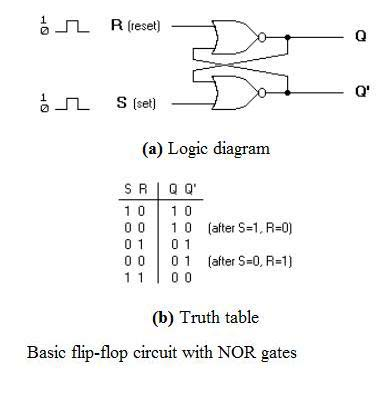 1
0
R (reset)
Q
1
0
S (set)
Q'
(a) Logic diagram
S R Q Q'
1 0 1 0
0 0 1 0 (after S=1, R=0)
0 1 0 1
0 0 0 1 (after S=0, R=1)
1 1 0 0
(b) Truth table
Basic flip-flop circuit with NOR gates